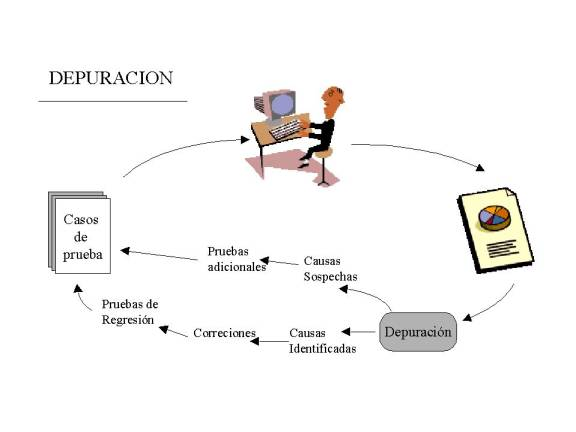 DEPURACION
Casos
de
prueba
Pruebas
adicionales
Causas
Sospechas
Pruebas de
Regresión
Correciones
Causas
Identificadas
Depuración